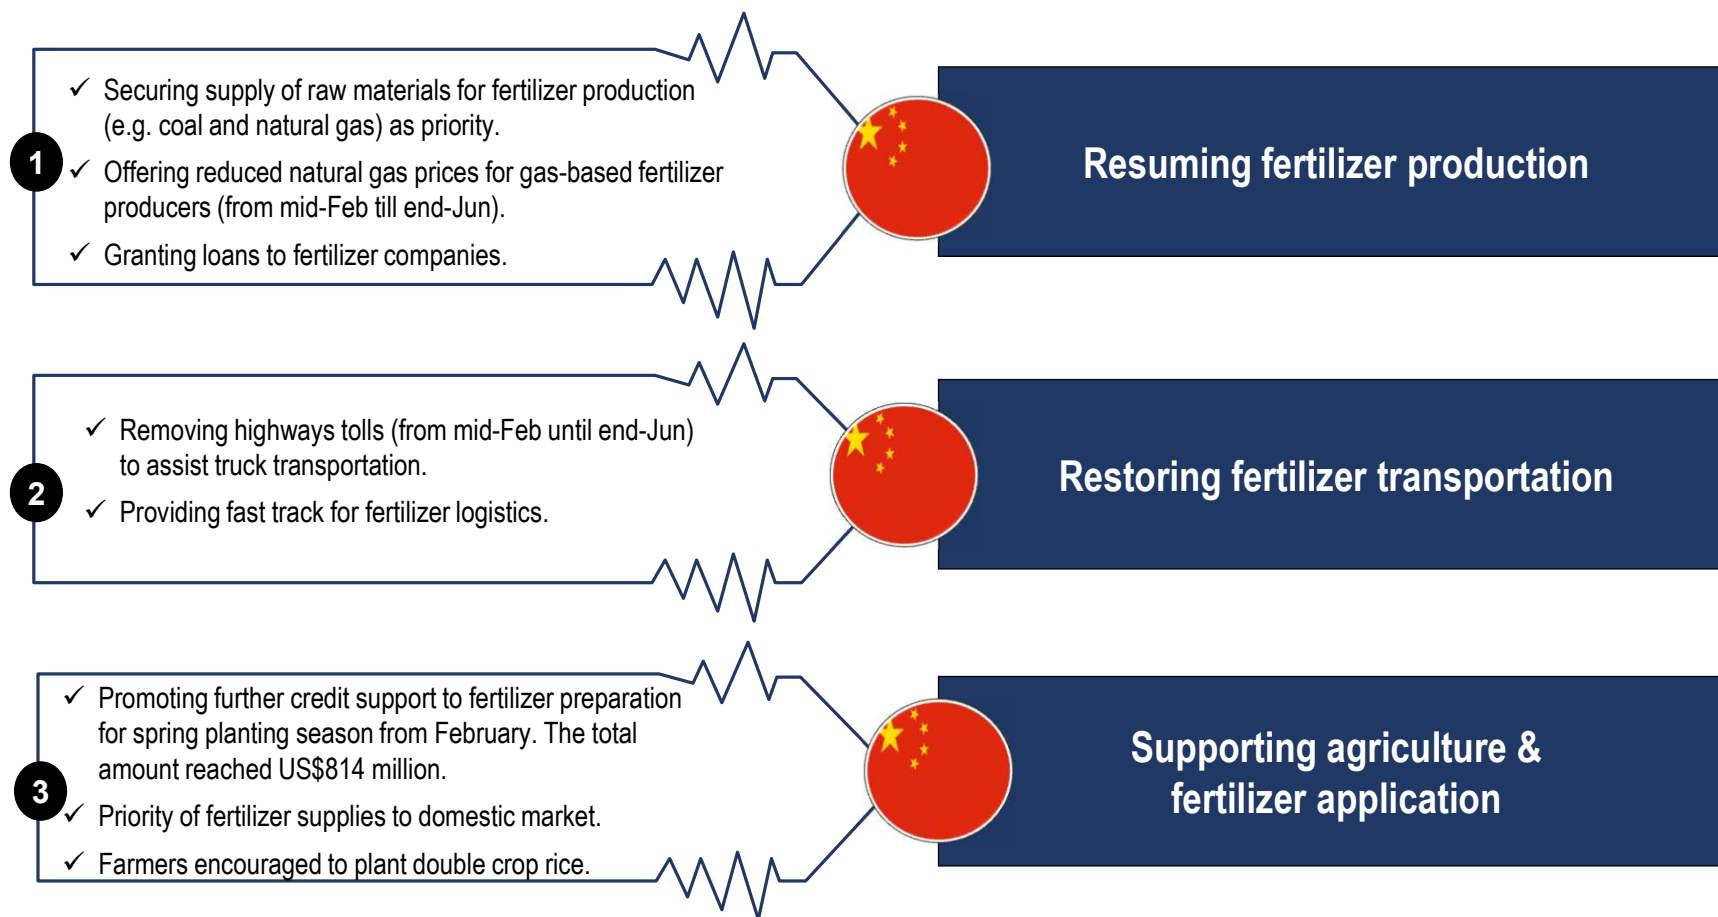 1
✓ Securing supply of raw materials for fertilizer production
(e.g. coal and natural gas) as priority.
✓ Offering reduced natural gas prices for gas-based fertilizer
producers (from mid-Feb till end-Jun).
✓ Granting loans to fertilizer companies.
Resuming fertilizer production
2
✓ Removing highways tolls (from mid-Feb until end-Jun)
to assist truck transportation.
✓ Providing fast track for fertilizer logistics.
Restoring fertilizer transportation
3
✓ Promoting further credit support to fertilizer preparation
for spring planting season from February. The total
amount reached US$814 million.
✓ Priority of fertilizer supplies to domestic market.
✓ Farmers encouraged to plant double crop rice.
Supporting agriculture &
fertilizer application